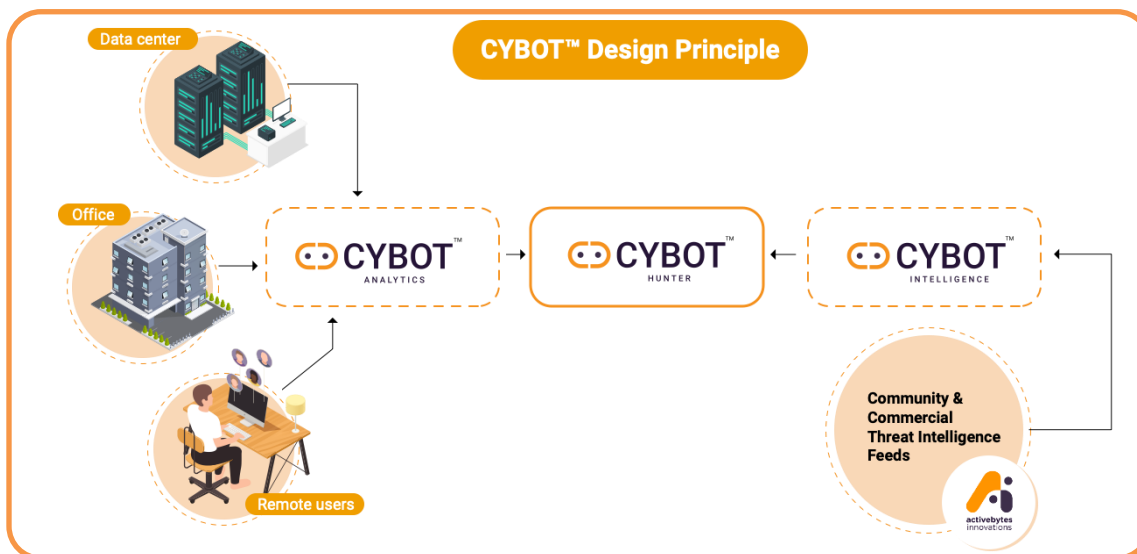 Data center
CYBOT™ Design Principle
Office
CYBOT™
ANALYTICS
CYBOT™
HUNTER
CYBOT™
INTELLIGENCE
Remote users
Community &
Commercial
Threat Intelligence
Feeds
activebytes
innovations